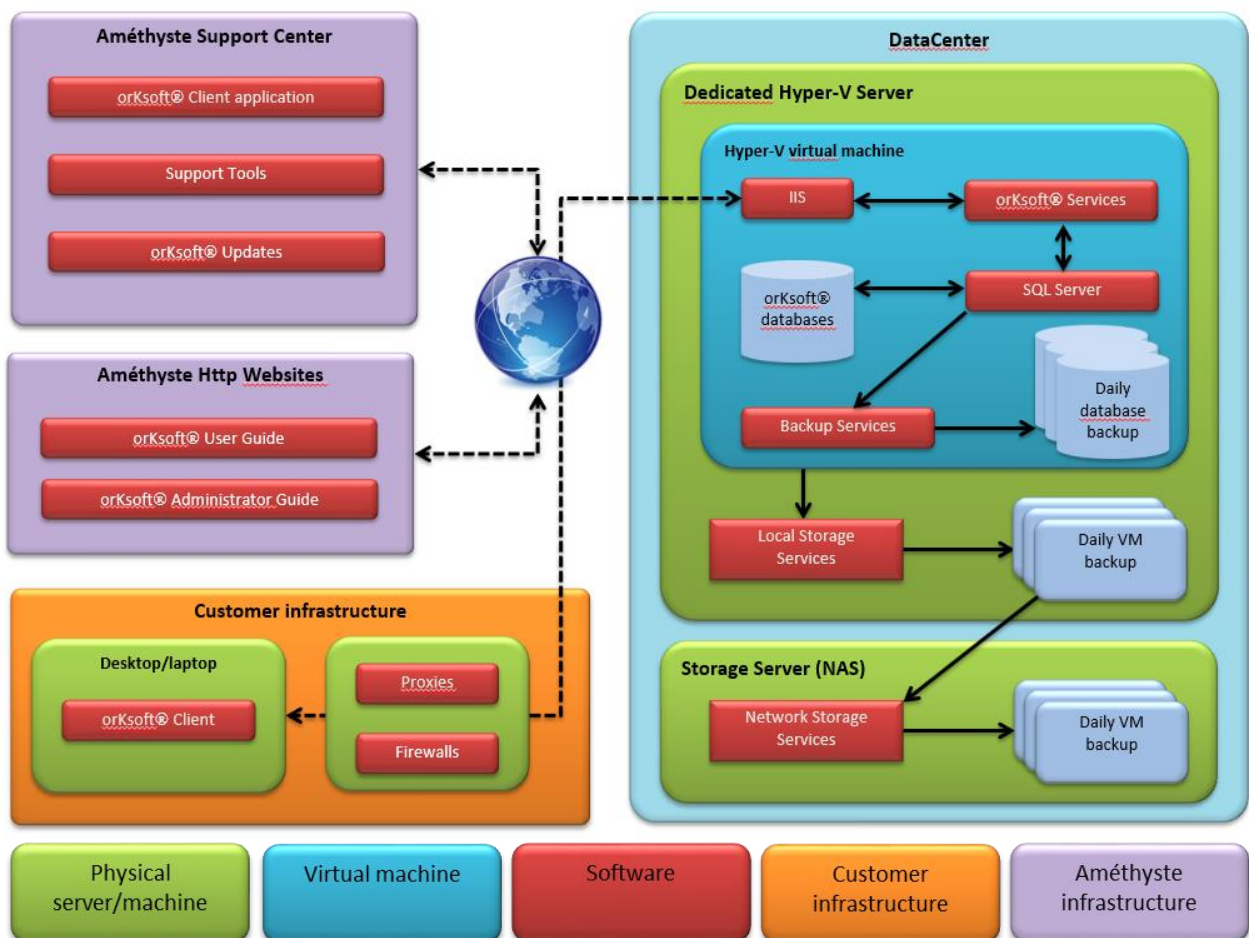 Améthyste Support Center
orKsoft® Client application
Support Tools
orKsoft® Updates
Améthyste Http Websites
orKsoft® User Guide
orKsoft® Administrator Guide
Customer infrastructure
Desktop/laptop
orKsoft® Client
Proxies
Firewalls
DataCenter
Dedicated Hyper-V Server
Hyper-V virtual machine
IIS
orKsoft® Services
orKsoft®
databases
SQL Server
Backup Services
Daily
database
backup
Local Storage
Services
Daily VM
backup
Storage Server (NAS)
Network Storage
Services
Daily VM
backup
Physical
server/machine
Virtual machine
Software
Customer
infrastructure
Améthyste
infrastructure